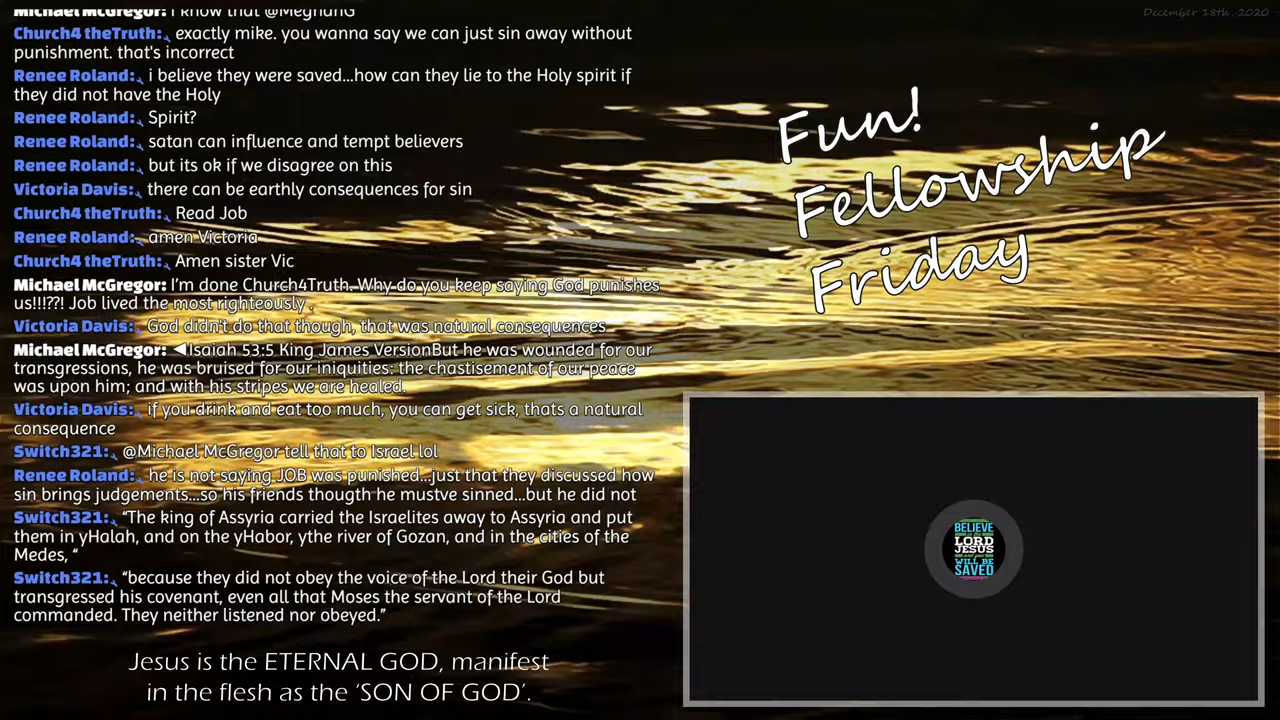 Michael McGregor: I know that @MeghanG
Church4 theTruth: exactly mike. you wanna say we can just sin away without
punishment. that's incorrect
Renee Roland: i believe they were saved...how can they lie to the Holy spirit if
they did not have the Holy
Renee Roland: Spirit?
Renee Roland: satan can influence and tempt believers
Renee Roland: but its ok if we disagree on this
Victoria Davis: there can be earthly consequences for sin
Church4 theTruth: Read Job
Renee Roland: amen Victoria
Church4 theTruth: Amen sister Vic
Michael McGregor: I'm done Church4Truth. Why do you keep saying God punishes
us!!!??! Job lived the most righteously .
Victoria Davis: God didn't do that though, that was natural consequences
Michael McGregor: ◄Isaiah 53:5 King James VersionBut he was wounded for our
transgressions, he was bruised for our iniquities: the chastisement of our peace
was upon him; and with his stripes we are healed.
Victoria Davis: if you drink and eat too much, you can get sick, thats a natural
consequence
Switch321: @Michael McGregor tell that to Israel lol
Renee Roland: he is not saying JOB was punished...just that they discussed how
sin brings judgements...so his friends thougth he mustve sinned...but he did not
Switch321: “The king of Assyria carried the Israelites away to Assyria and put
them in yHalah, and on the yHabor, ythe river of Gozan, and in the cities of the
Medes, “
Switch321: “because they did not obey the voice of the Lord their God but
transgressed his covenant, even all that Moses the servant of the Lord
commanded. They neither listened nor obeyed.”
Jesus is the ETERNAL GOD, manifest
in the flesh as the ‘SON OF GOD’.
December 18th, 2020
Fun!
Fellowship
Friday
BELIEVE
LORD
JESUS
WILL BE
SAVED